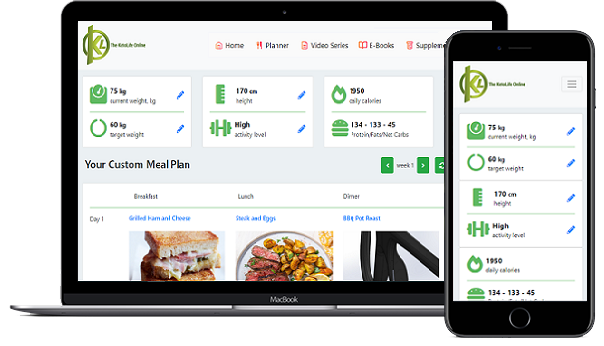 The KetoLife Online
Home Planner Video Series E-Books Suppleme
75 kg
current weight, kg
60 kg
target weight
170 cm
height
High
activity level
1950
daily calories
134 - 133 - 45
Protein/Fats/Net Carbs
Your Custom Meal Plan
week 1
Breakfast Lunch Dinner
Day 1 Grilled Ham and Cheese Steak and Eggs BBQ Pot Roast
MacBook
The KetoLife Online
75 kg
current weight, kg
60 kg
target weight
170 cm
height
High
activity level
1950
daily calories
134 - 133 - 45